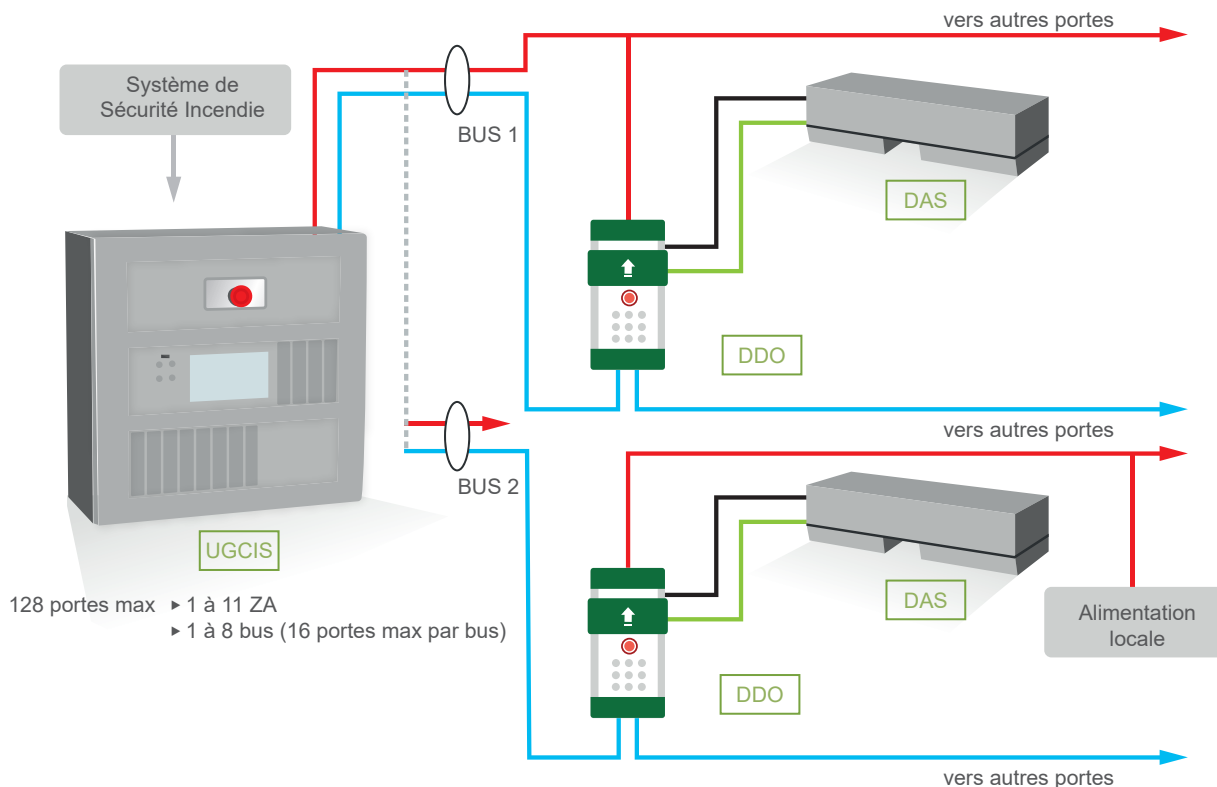 vers autres portes
Système de
Sécurité Incendie
BUS 1
DAS
DDO
vers autres portes
BUS 2
UGCIS
128 portes max ▸ 1 à 11 ZA
▸ 1 à 8 bus (16 portes max par bus)
DAS
Alimentation
locale
DDO
vers autres portes